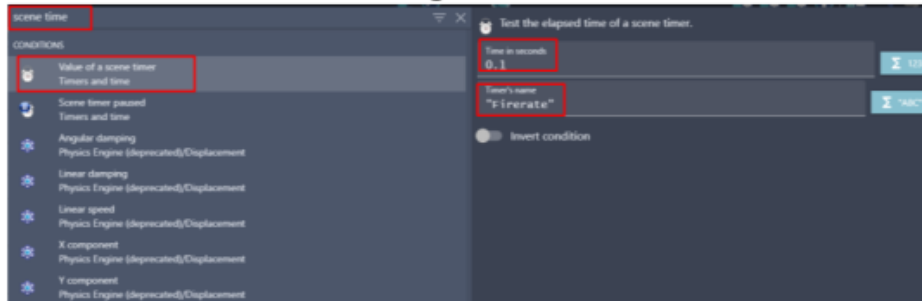 scene time
CONDITIONS
Value of a scene timer
Timers and time
Scene timer paused
Timers and time
Angular damping
Physics Engine (deprecated)/Displacement
Linear damping
Physics Engine (deprecated)/Displacement
Linear speed
Physics Engine (deprecated)/Displacement
X component
Physics Engine (deprecated)/Displacement
Y component
Physics Engine (deprecated)/Displacement
Test the elapsed time of a scene timer.
Time in seconds
0.1
Σ 123
Timer's name
"Firerate"
Σ "ABC"
Invert condition